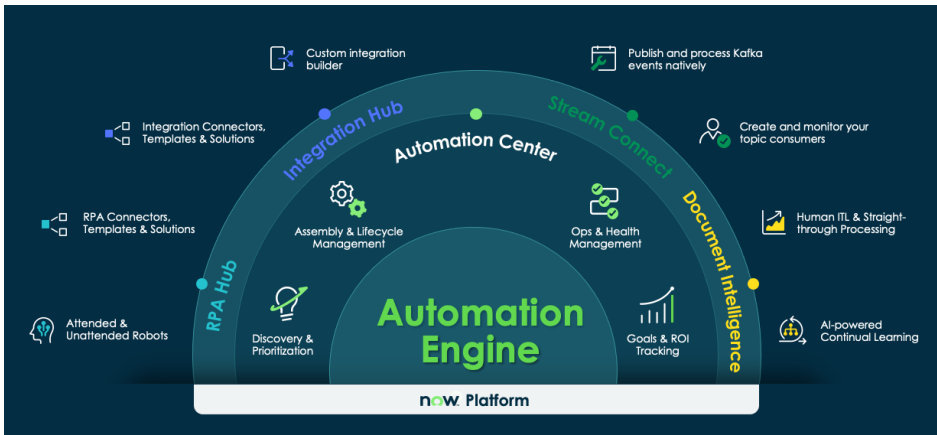 Custom integration
builder
Publish and process Kafka
events natively
Integration Connectors,
Templates & Solutions
Create and monitor your
topic consumers
RPA Connectors,
Templates & Solutions
Human ITL & Straight-
through Processing
Attended &
Unattended Robots
AI-powered
Continual Learning
RPA Hub
Integration Hub
Stream Connect
Document Intelligence
Automation Center
Assembly & Lifecycle
Management
Ops & Health
Management
Discovery &
Prioritization
Goals & ROI
Tracking
Automation
Engine
now Platform